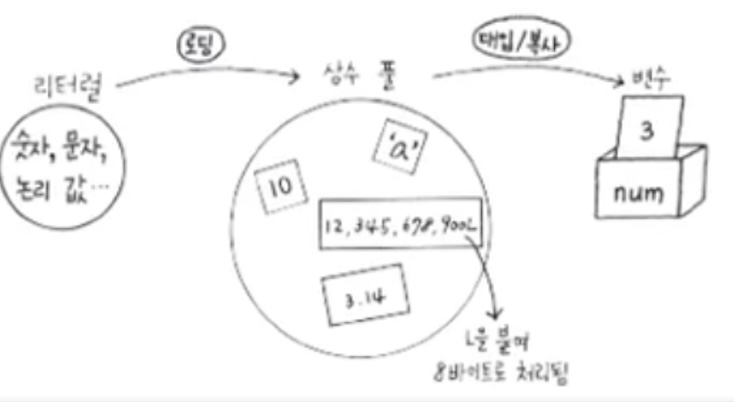 로딩
대입/복사
리터럴
상수 풀
변수
숫자, 문자,
논리 값...
'a'
10
12,345,678,900L
3.14
3
num
L을 붙여
8바이트로 처리됨